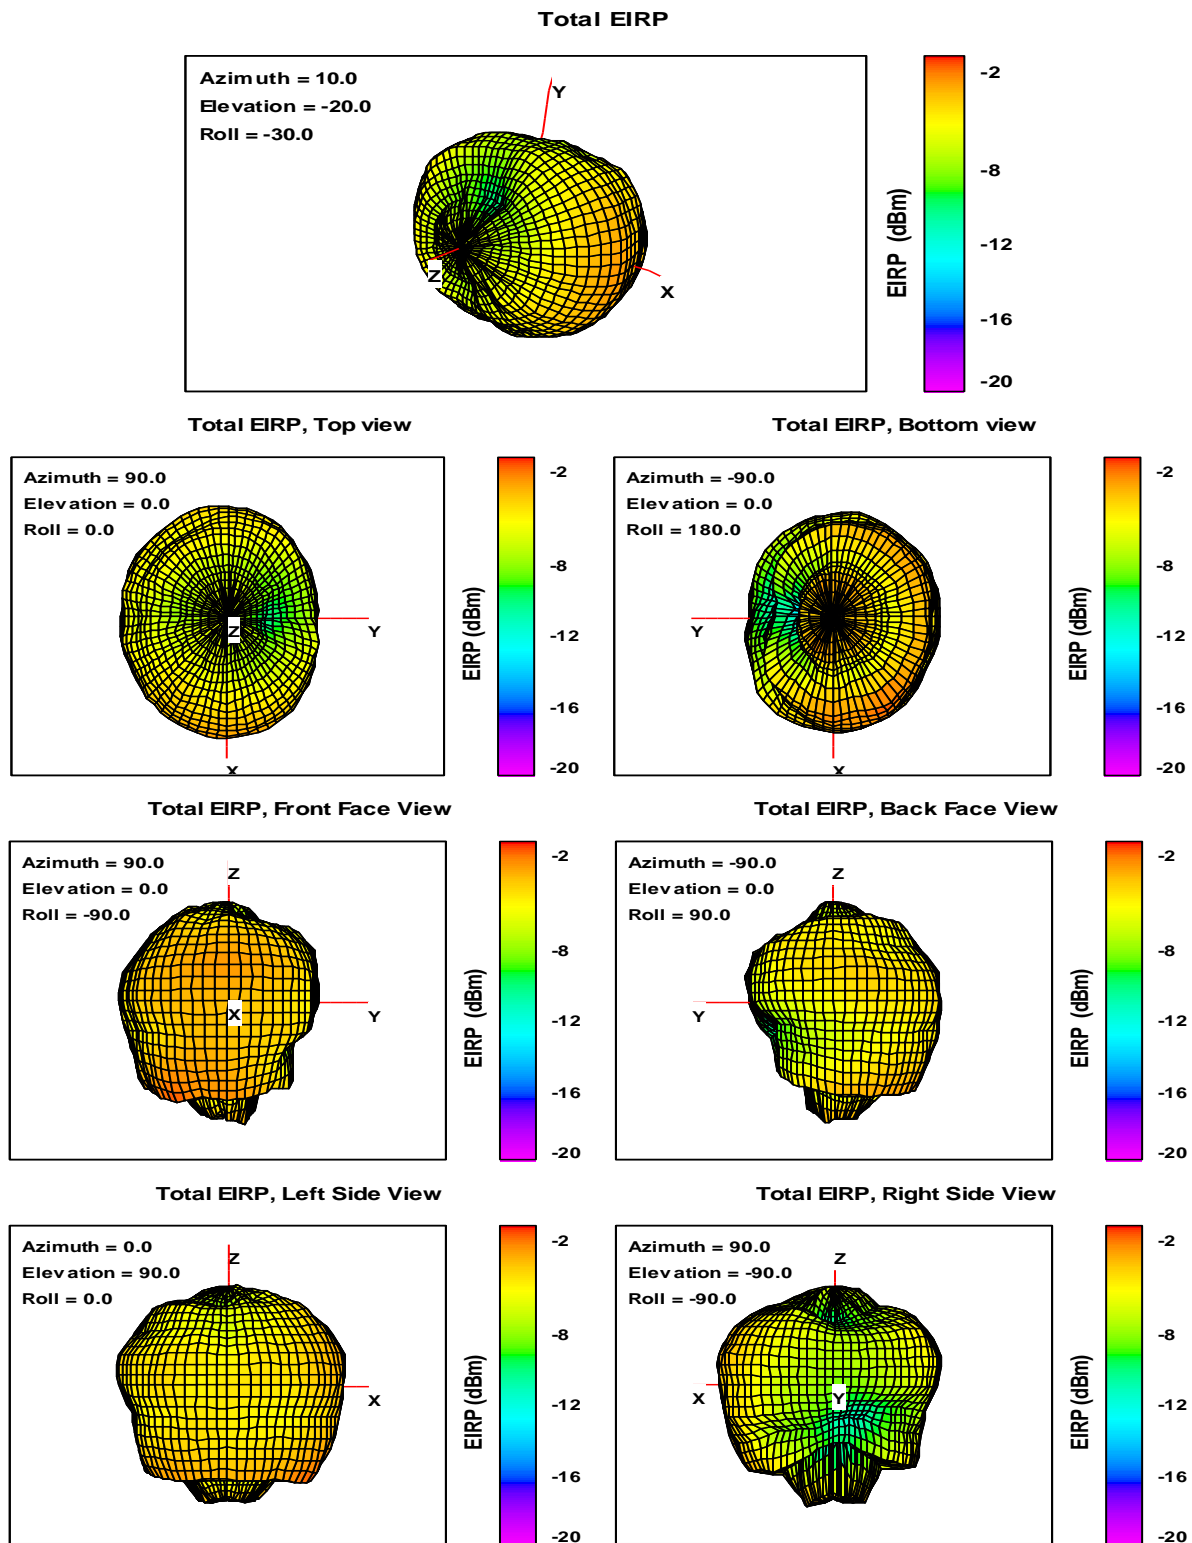 Total EIRP
Azimuth = 10.0
Elevation = -20.0
Roll = -30.0
Y
Z
X
EIRP (dBm)
-2
-8
-12
-16
-20
Total EIRP, Top view
Azimuth = 90.0
Elevation = 0.0
Roll = 0.0
Z
Y
X
EIRP (dBm)
-2
-8
-12
-16
-20
Total EIRP, Bottom view
Azimuth = -90.0
Elevation = 0.0
Roll = 180.0
Y
X
EIRP (dBm)
-2
-8
-12
-16
-20
Total EIRP, Front Face View
Azimuth = 90.0
Elevation = 0.0
Roll = -90.0
Z
X
Y
EIRP (dBm)
-2
-8
-12
-16
-20
Total EIRP, Back Face View
Azimuth = -90.0
Elevation = 0.0
Roll = 90.0
Z
Y
EIRP (dBm)
-2
-8
-12
-16
-20
Total EIRP, Left Side View
Azimuth = 0.0
Elevation = 90.0
Roll = 0.0
Z
X
EIRP (dBm)
-2
-8
-12
-16
-20
Total EIRP, Right Side View
Azimuth = 90.0
Elevation = -90.0
Roll = -90.0
Z
X
Y
EIRP (dBm)
-2
-8
-12
-16
-20